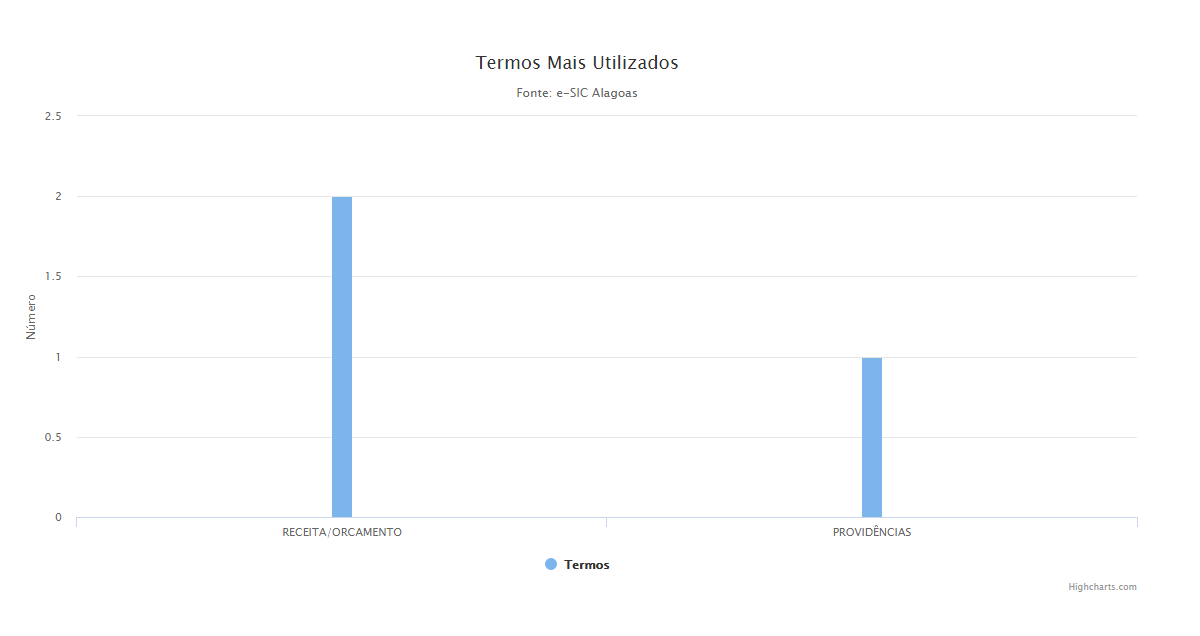 Termos Mais Utilizados
Fonte: e-SIC Alagoas
2.5
2
1.5
1
0.5
0
Número
RECEITA/ORCAMENTO
PROVIDÊNCIAS
Termos
Highcharts.com